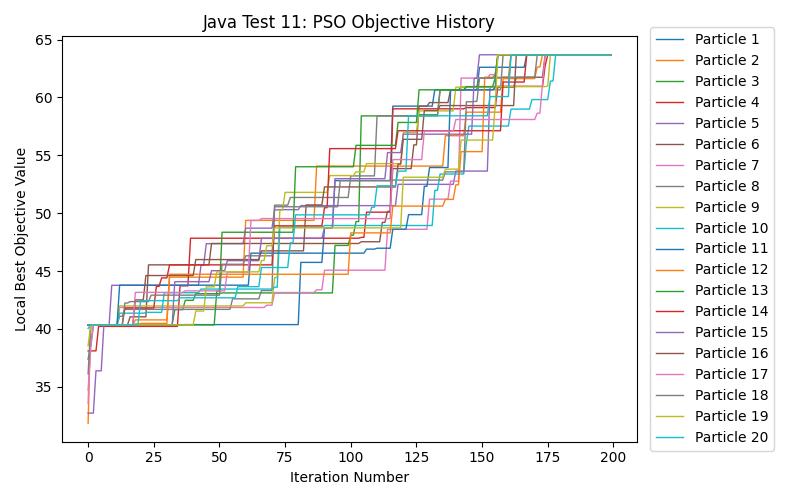 Java Test 11: PSO Objective History
Local Best Objective Value
65
60
55
50
45
40
35
0 25 50 75 100 125 150 175 200
Iteration Number
Particle 1
Particle 2
Particle 3
Particle 4
Particle 5
Particle 6
Particle 7
Particle 8
Particle 9
Particle 10
Particle 11
Particle 12
Particle 13
Particle 14
Particle 15
Particle 16
Particle 17
Particle 18
Particle 19
Particle 20